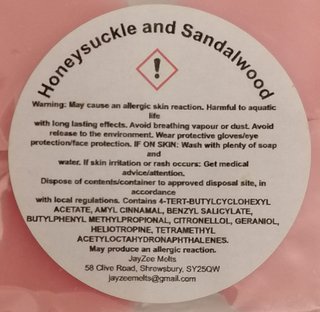 Honeysuckle and Sandalwood
!
Warning: May cause an allergic skin reaction. Harmful to aquatic
life
with long lasting effects. Avoid breathing vapour or dust. Avoid
release to the environment. Wear protective gloves/eye
protection/face protection. IF ON SKIN: Wash with plenty of soap
and
water. If skin irritation or rash occurs: Get medical
advice/attention.
Dispose of contents/container to approved disposal site, in
accordance
with local regulations. Contains 4-TERT-BUTYLCYCLOHEXYL
ACETATE, AMYL CINNAMAL, BENZYL SALICYLATE,
BUTYLPHENYL METHYLPROPIONAL, CITRONELLOL, GERANIOL,
HELIOTROPINE, TETRAMETHYL
ACETYLOCTAHYDRONAPHTHALENES.
May produce an allergic reaction.
JayZee Melts
58 Clive Road, Shrewsbury, SY25QW
jayzeemelts@gmail.com